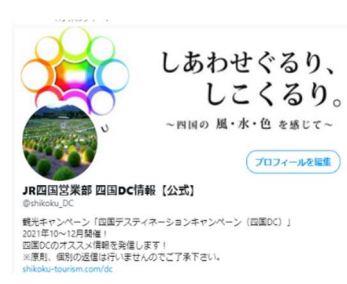 しあわせぐるり、
しこくるり。
～四国の 風・水・色 を感じて～
プロフィールを編集
JR四国営業部 四国DC情報【公式】
@shikoku_DC
観光キャンペーン「四国デスティネーションキャンペーン（四国DC）」
2021年10～12月開催！
四国DCのオススメ情報を発信します！
※原則、個別の返信は行いませんのでご了承下さい。
shikoku-tourism.com/dc